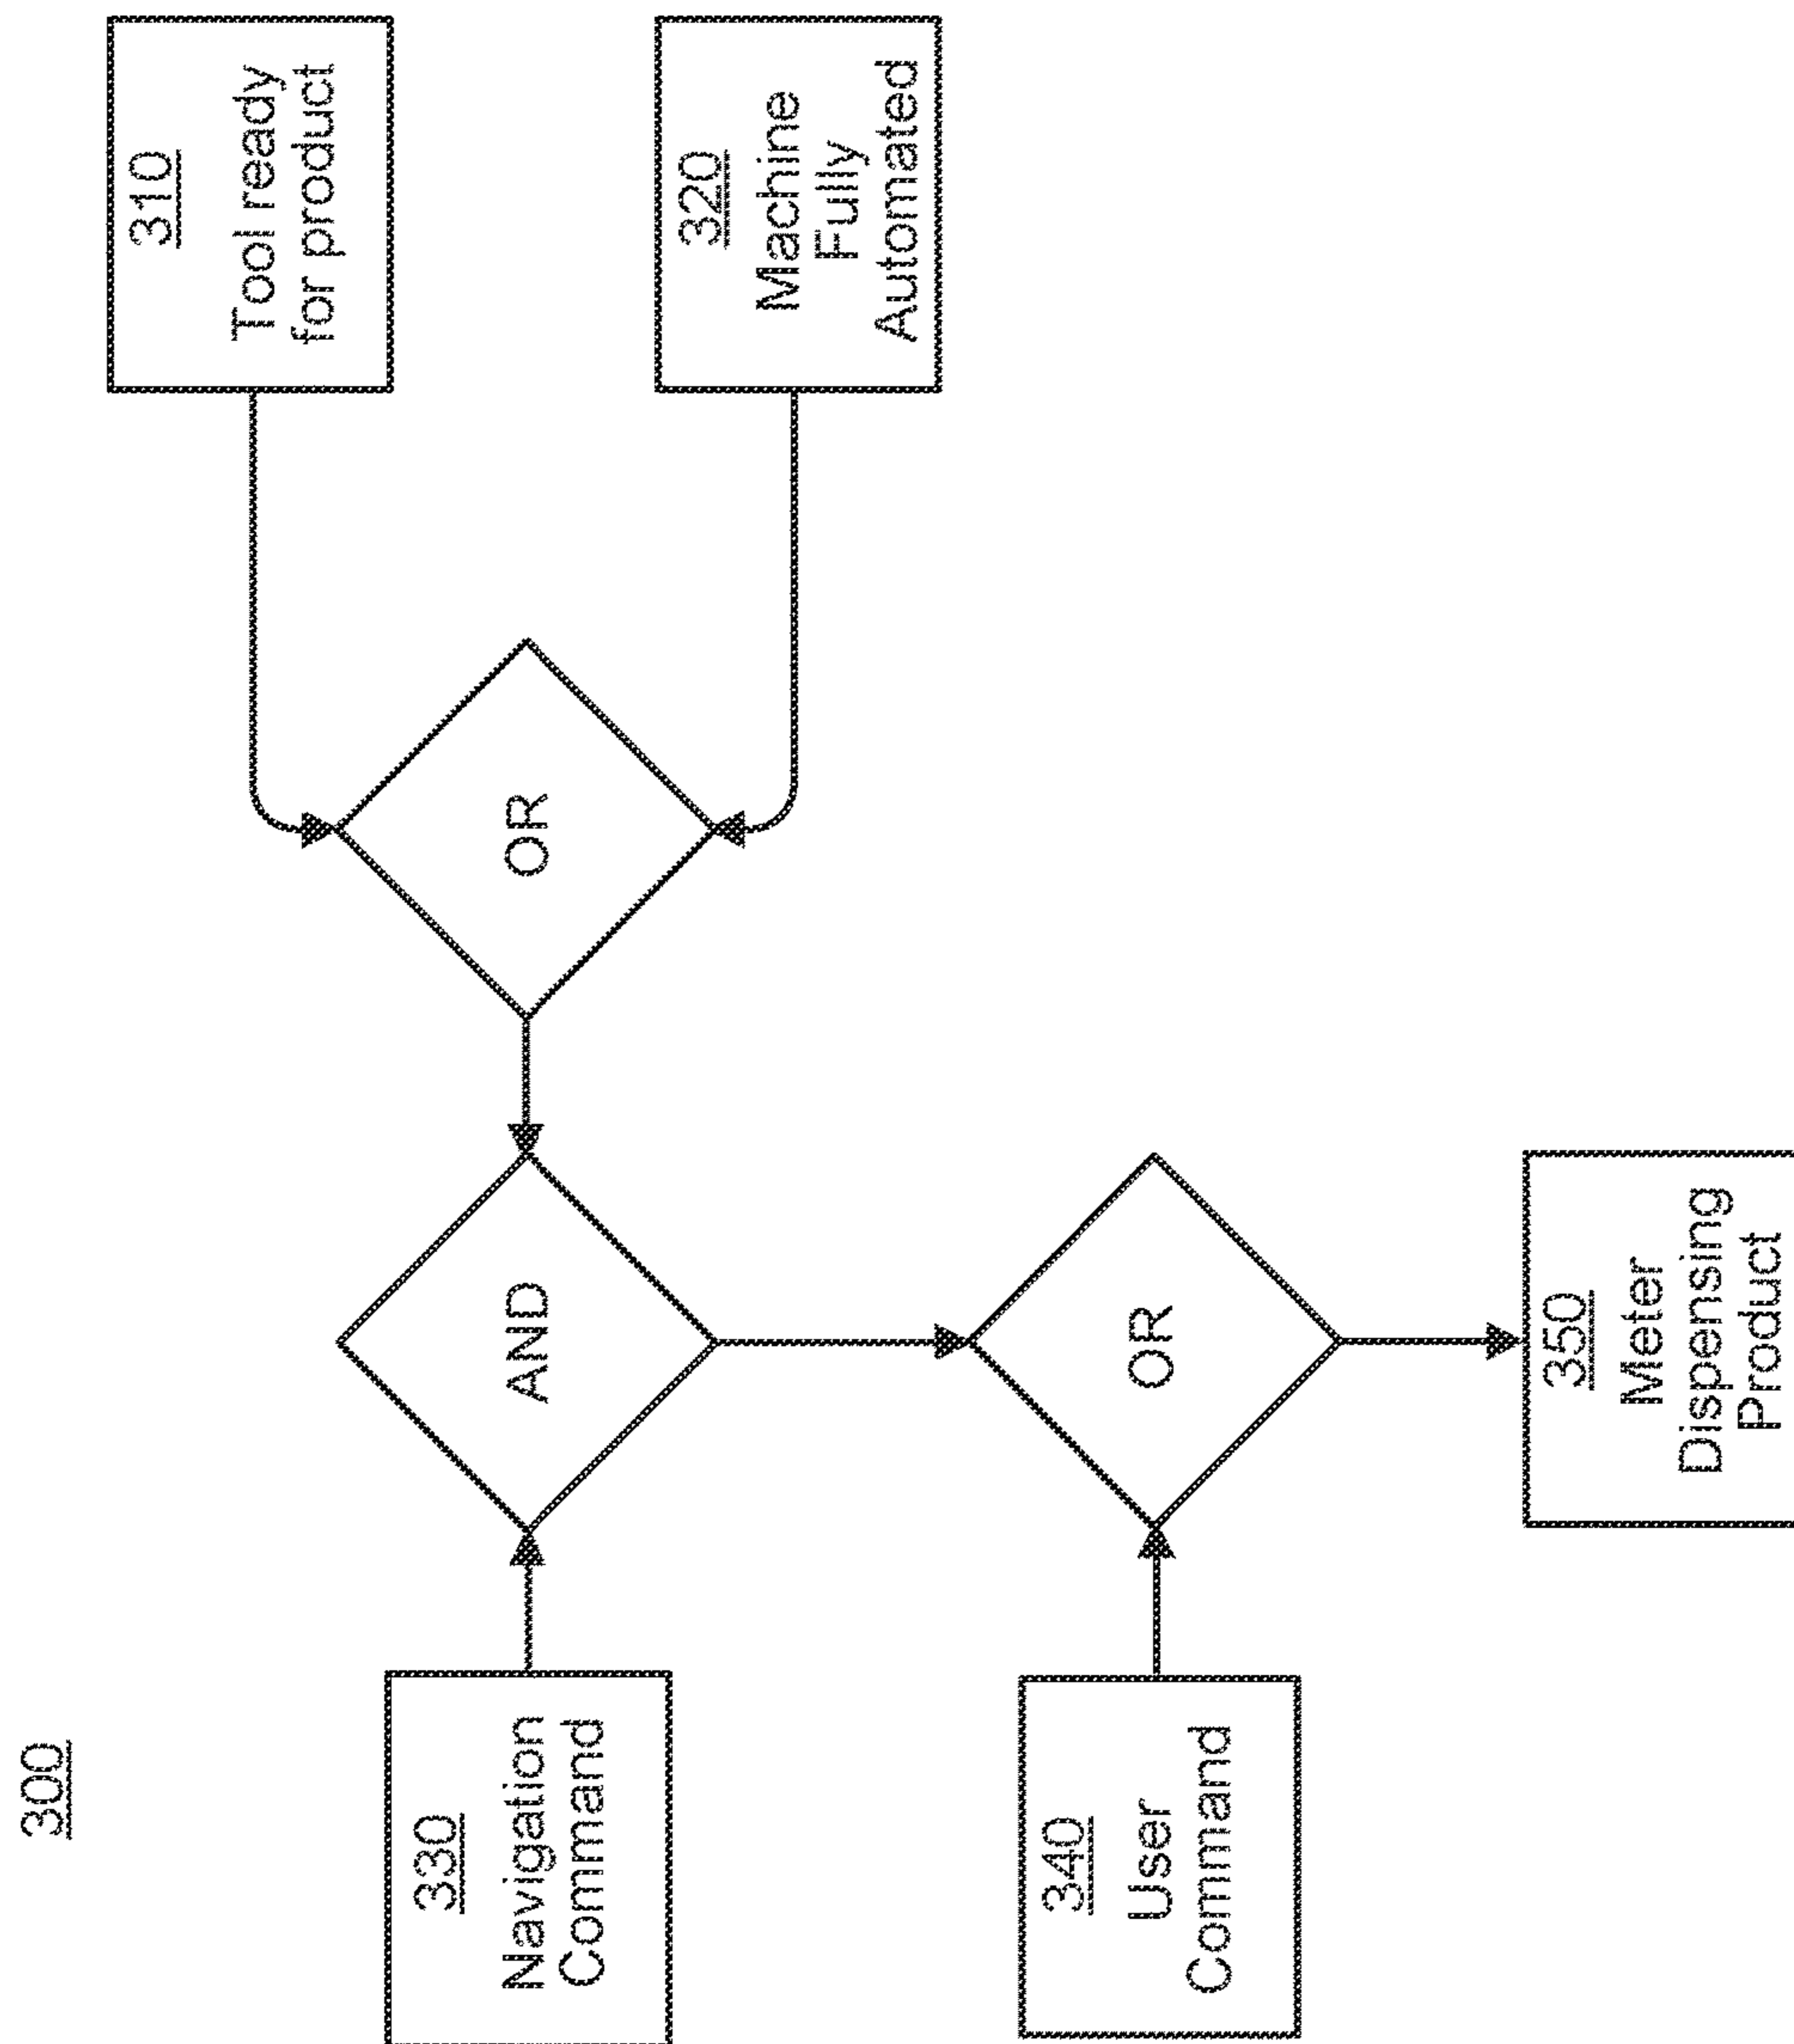 300
310
Tool ready
for product
330
Navigation
Command
AND
OR
320
Machine
Fully
Automated
340
User
Command
OR
350
Meter
Dispensing
Product